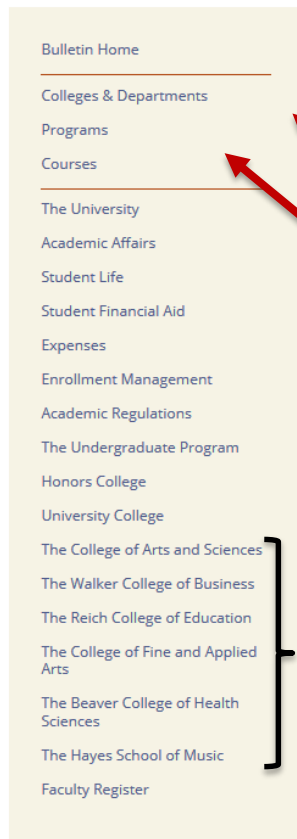 Bulletin Home
Colleges & Departments
Programs
Courses
The University
Academic Affairs
Student Life
Student Financial Aid
Expenses
Enrollment Management
Academic Regulations
The Undergraduate Program
Honors College
University College
The College of Arts and Sciences
The Walker College of Business
The Reich College of Education
The College of Fine and Applied
Arts
The Beaver College of Health
Sciences
The Hayes School of Music
Faculty Register